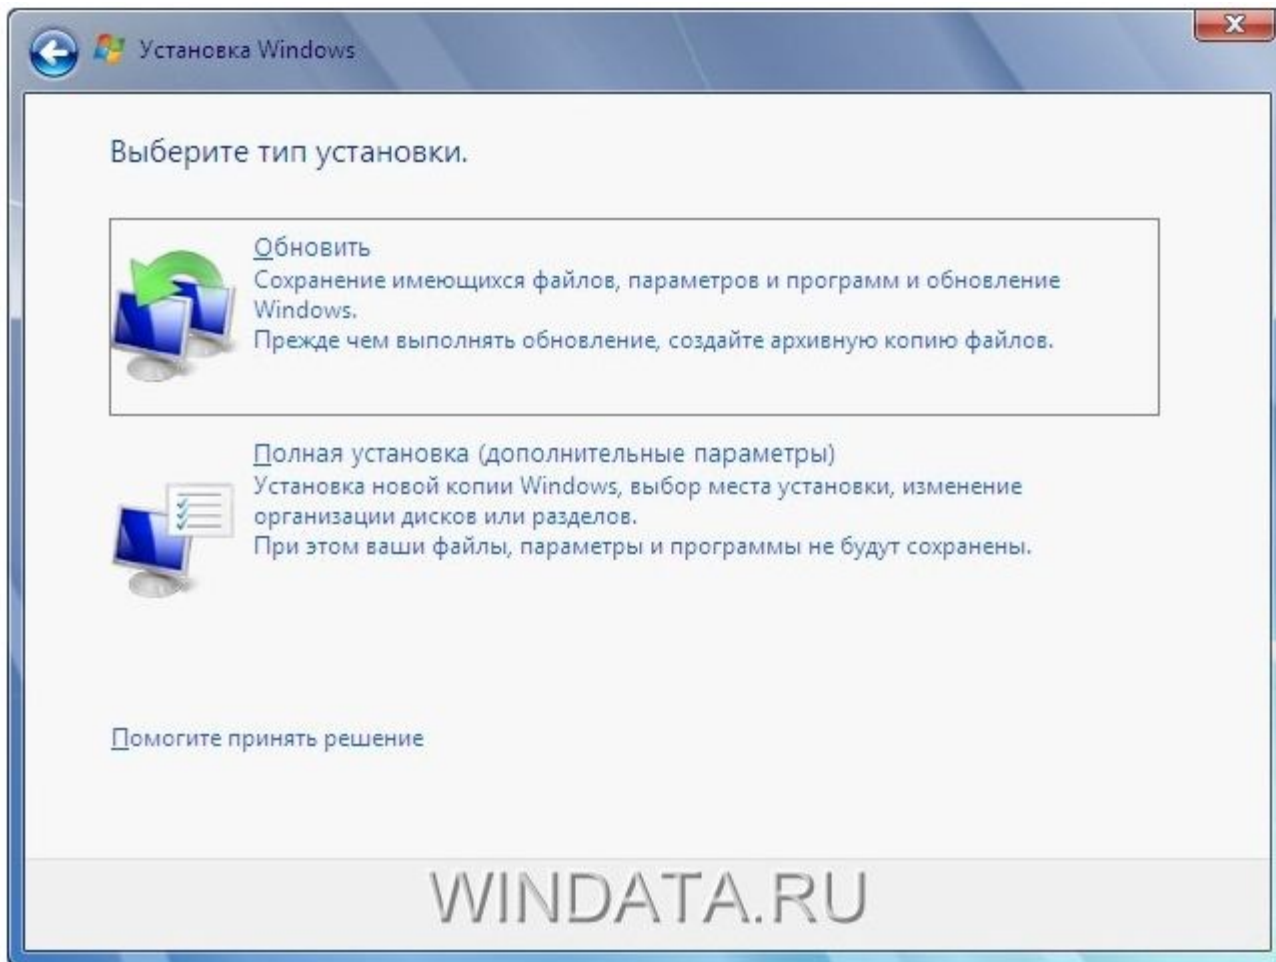 Установка Windows
Выберите тип установки.
Обновить
Сохранение имеющихся файлов, параметров и программ и обновление
Windows.
Прежде чем выполнять обновление, создайте архивную копию файлов.
Полная установка (дополнительные параметры)
Установка новой копии Windows, выбор места установки, изменение
организации дисков или разделов.
При этом ваши файлы, параметры и программы не будут сохранены.
Помогите принять решение
WINDATA.RU